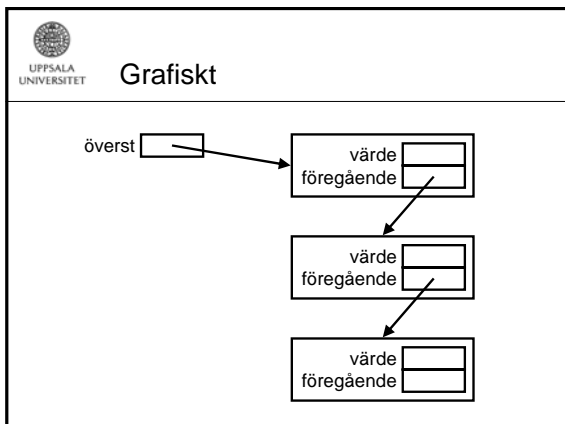 UPPSALA
UNIVERSITET
Grafiskt
överst
värde
föregående
värde
föregående
värde
föregående